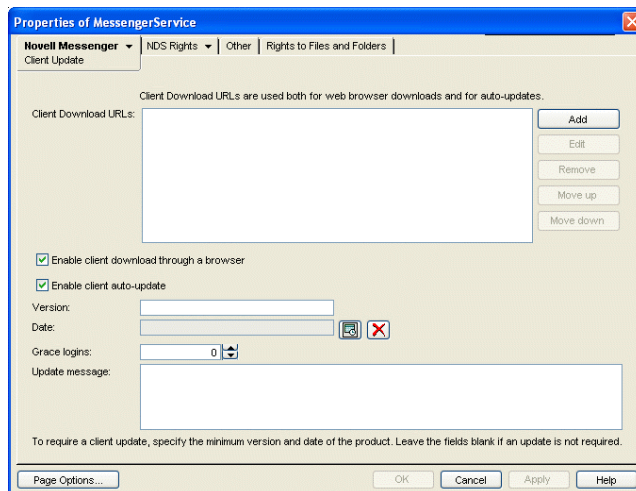 Properties of MessengerService
Novell Messenger NDS Rights Other Rights to Files and Folders
Client Update
Client Download URLs are used both for web browser downloads and for auto-updates.
Client Download URLs:
Add
Edit
Remove
Move up
Move down
Enable client download through a browser
Enable client auto-update
Version:
Date:
Grace logins: 0
Update message:
To require a client update, specify the minimum version and date of the product. Leave the fields blank if an update is not required.
Page Options... OK Cancel Apply Help